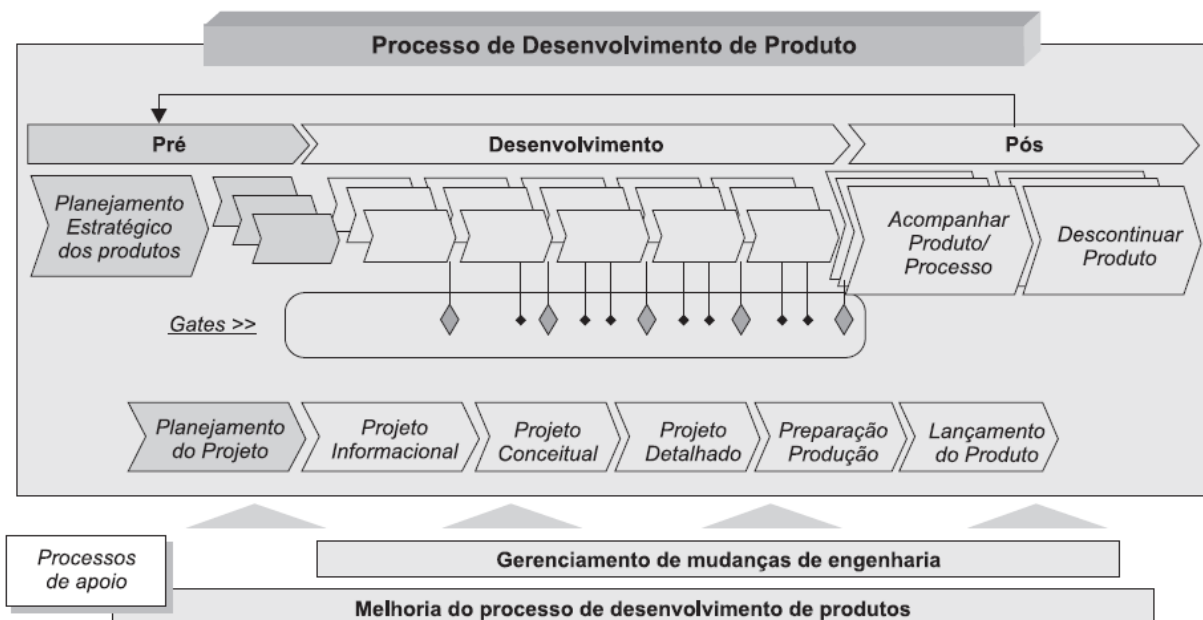 Processo de Desenvolvimento de Produto
Pré
Desenvolvimento
Pós
Planejamento
Estratégico
dos produtos
Acompanhar
Produto/
Processo
Descontinuar
Produto
Gates >>
Planejamento
do Projeto
Projeto
Informacional
Projeto
Conceitual
Projeto
Detalhado
Preparação
Produção
Lançamento
do Produto
Processos
de apoio
Gerenciamento de mudanças de engenharia
Melhoria do processo de desenvolvimento de produtos